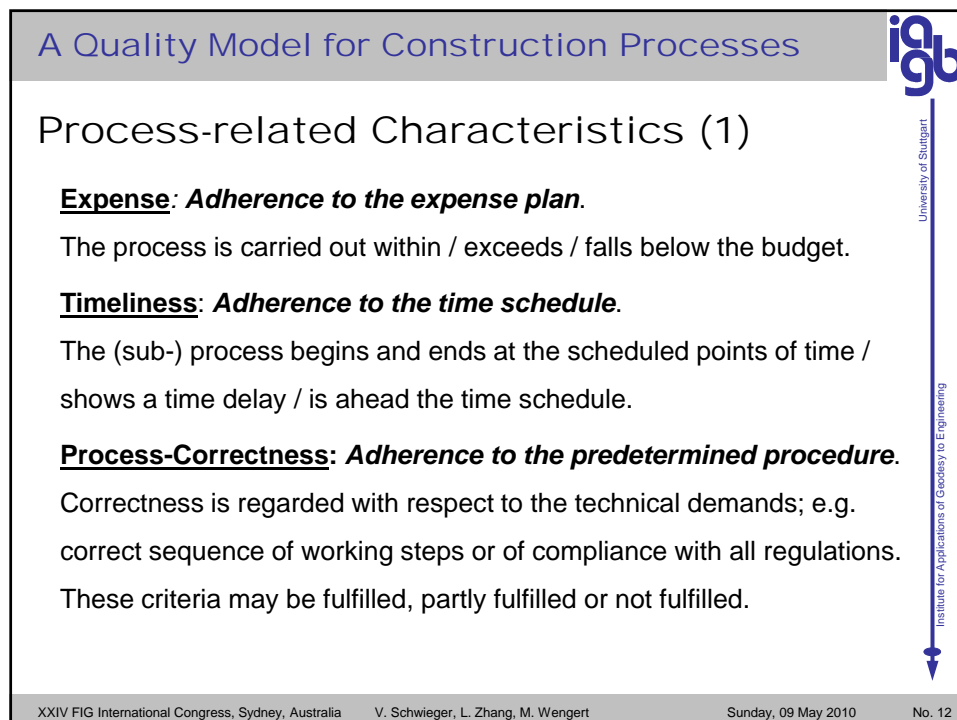 A Quality Model for Construction Processes
iagb
University of Stuttgart
Institute for Applications of Geodesy to Engineering
Process-related Characteristics (1)
Expense: Adherence to the expense plan.
The process is carried out within / exceeds / falls below the budget.
Timeliness: Adherence to the time schedule.
The (sub-) process begins and ends at the scheduled points of time /
shows a time delay / is ahead the time schedule.
Process-Correctness: Adherence to the predetermined procedure.
Correctness is regarded with respect to the technical demands; e.g.
correct sequence of working steps or of compliance with all regulations.
These criteria may be fulfilled, partly fulfilled or not fulfilled.
XXIV FIG International Congress, Sydney, Australia V. Schwieger, L. Zhang, M. Wengert Sunday, 09 May 2010 No. 12